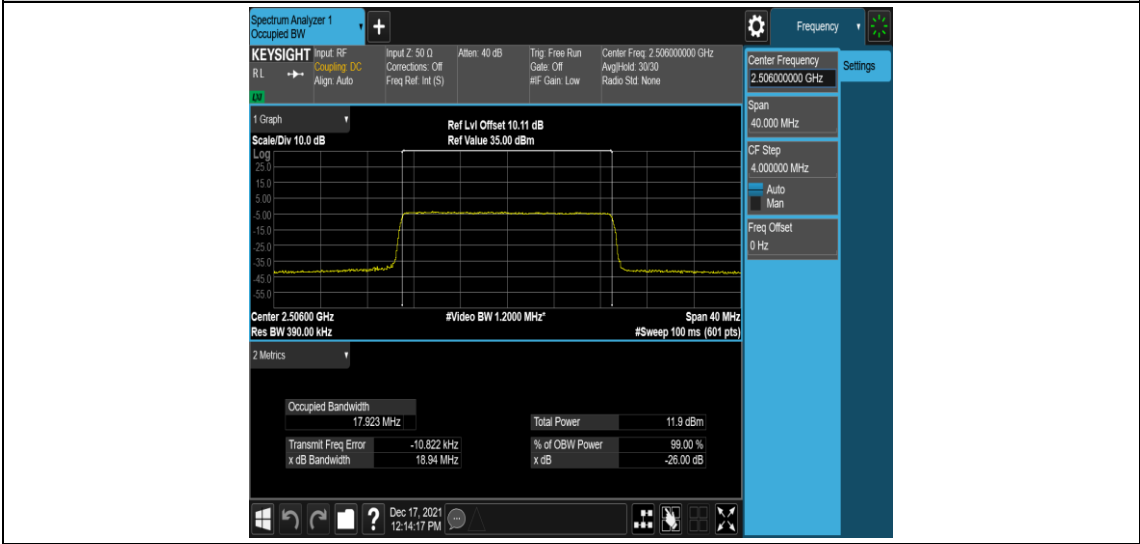 Spectrum Analyzer 1
Occupied BW
+
Frequency
KEYSIGHT Input: RF Input Z: 50 Ω Atten: 40 dB Trig: Free Run Center Freq: 2.506000000 GHz
RL Coupling: DC Corrections: Off Gate: Off Avg|Hold: 30/30
Align: Auto Freq Ref: Int (S) #IF Gain: Low Radio Std: None
LNI
Center Frequency
2.506000000 GHz
Settings
Span
40.000 MHz
CF Step
4.000000 MHz
Auto
Man
Freq Offset
0 Hz
1 Graph
Ref Lvl Offset 10.11 dB
Scale/Div 10.0 dB Ref Value 35.00 dBm
Log
25.0
15.0
5.00
-5.00
-15.0
-25.0
-35.0
-45.0
-55.0
Center 2.50600 GHz #Video BW 1.2000 MHz* Span 40 MHz
Res BW 390.00 kHz #Sweep 100 ms (601 pts)
2 Metrics
Occupied Bandwidth
17.923 MHz
Total Power 11.9 dBm
Transmit Freq Error -10.822 kHz % of OBW Power 99.00 %
x dB Bandwidth 18.94 MHz x dB -26.00 dB
?
Dec 17, 2021
12:14:17 PM